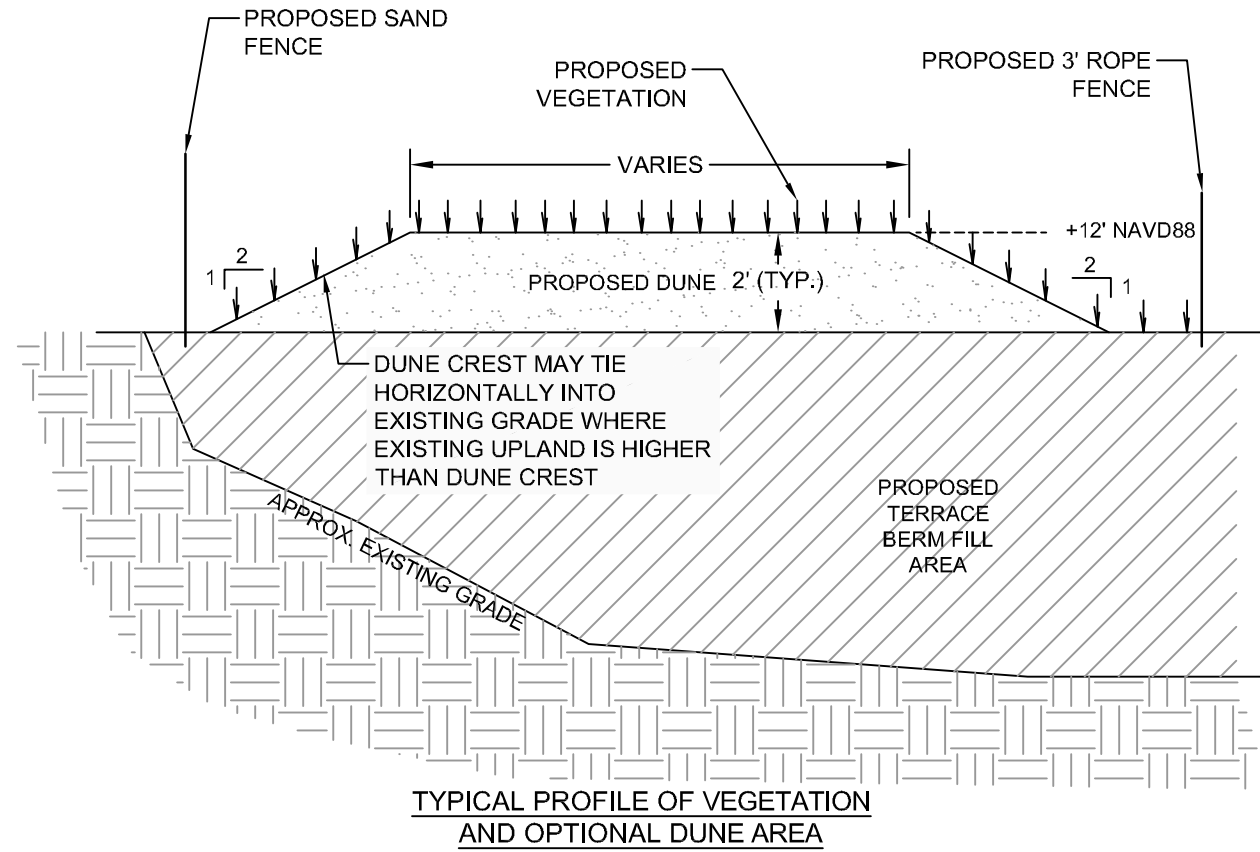 PROPOSED SAND
FENCE
PROPOSED
VEGETATION
PROPOSED 3' ROPE
FENCE
VARIES
+12' NAVD88
2
1
PROPOSED DUNE 2' (TYP.)
2
1
DUNE CREST MAY TIE
HORIZONTALLY INTO
EXISTING GRADE WHERE
EXISTING UPLAND IS HIGHER
THAN DUNE CREST
APPROX. EXISTING GRADE
PROPOSED
TERRACE
BERM FILL
AREA
TYPICAL PROFILE OF VEGETATION
AND OPTIONAL DUNE AREA